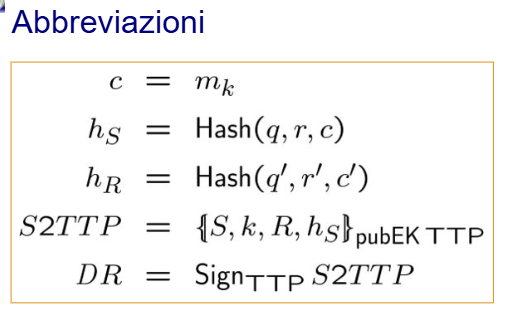 Abbreviazioni
c = m_k
h_S = Hash(q, r, c)
h_R = Hash(q′, r′, c′)
S2TTP = {S, k, R, h_S}_pubEK TTP
DR = Sign_TTP S2TTP